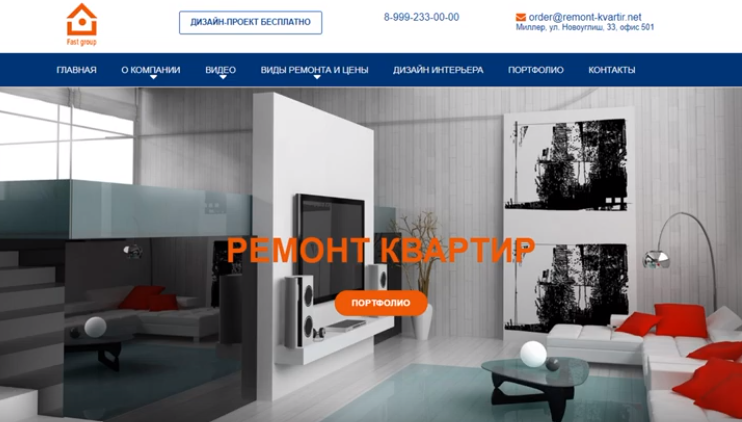 Fast group
ДИЗАЙН-ПРОЕКТ БЕСПЛАТНО
8-999-233-00-00
order@remont-kvartir.net
Миллер, ул. Новоуглиш, 33, офис 501
ГЛАВНАЯ
О КОМПАНИИ
ВИДЕО
ВИДЫ РЕМОНТА И ЦЕНЫ
ДИЗАЙН ИНТЕРЬЕРА
ПОРТФОЛИО
КОНТАКТЫ
РЕМОНТ КВАРТИР
ПОРТФОЛИО